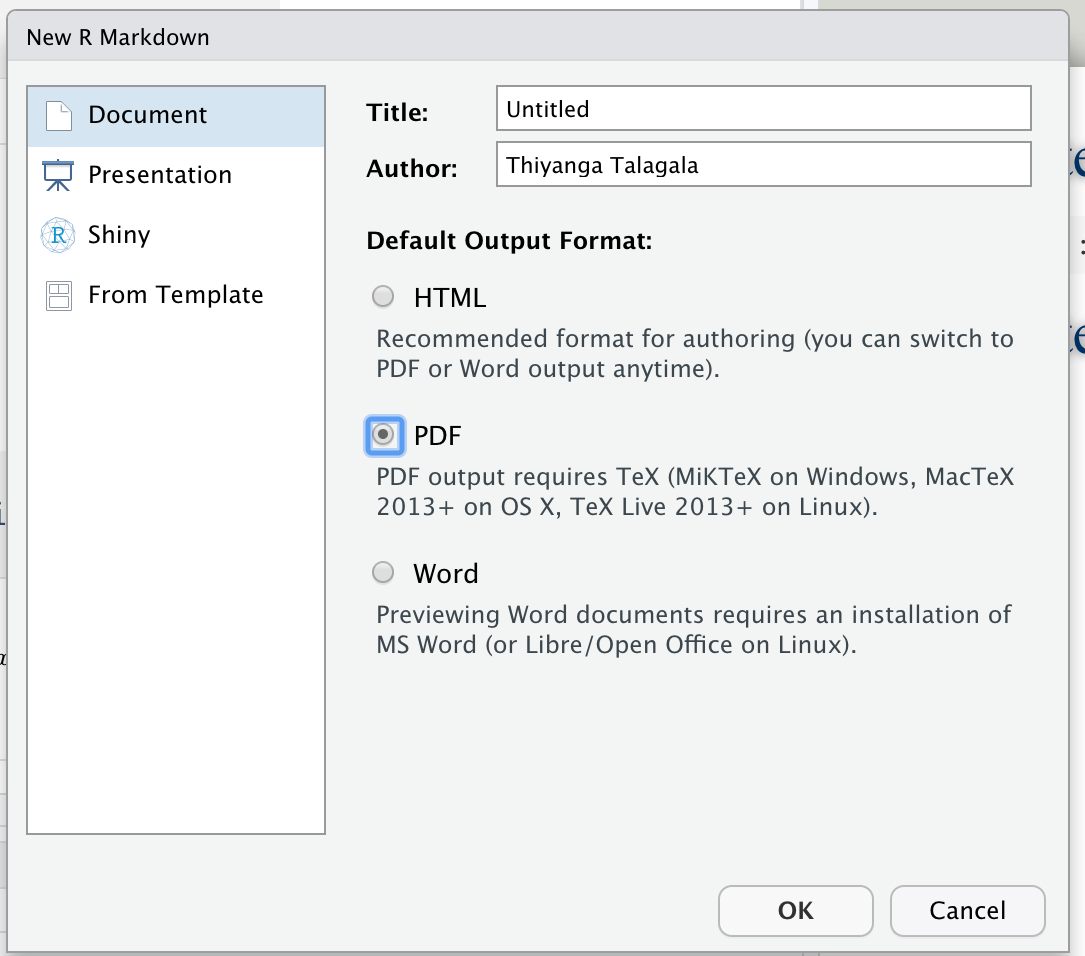 New R Markdown
Document
Presentation
R
Shiny
From Template
Title:
Untitled
Author:
Thiyanga Talagala
Default Output Format:
HTML
Recommended format for authoring (you can switch to
PDF or Word output anytime).
PDF
PDF output requires TeX (MiKTeX on Windows, MacTeX
2013+ on OS X, TeX Live 2013+ on Linux).
Word
Previewing Word documents requires an installation of
MS Word (or Libre/Open Office on Linux).
OK
Cancel